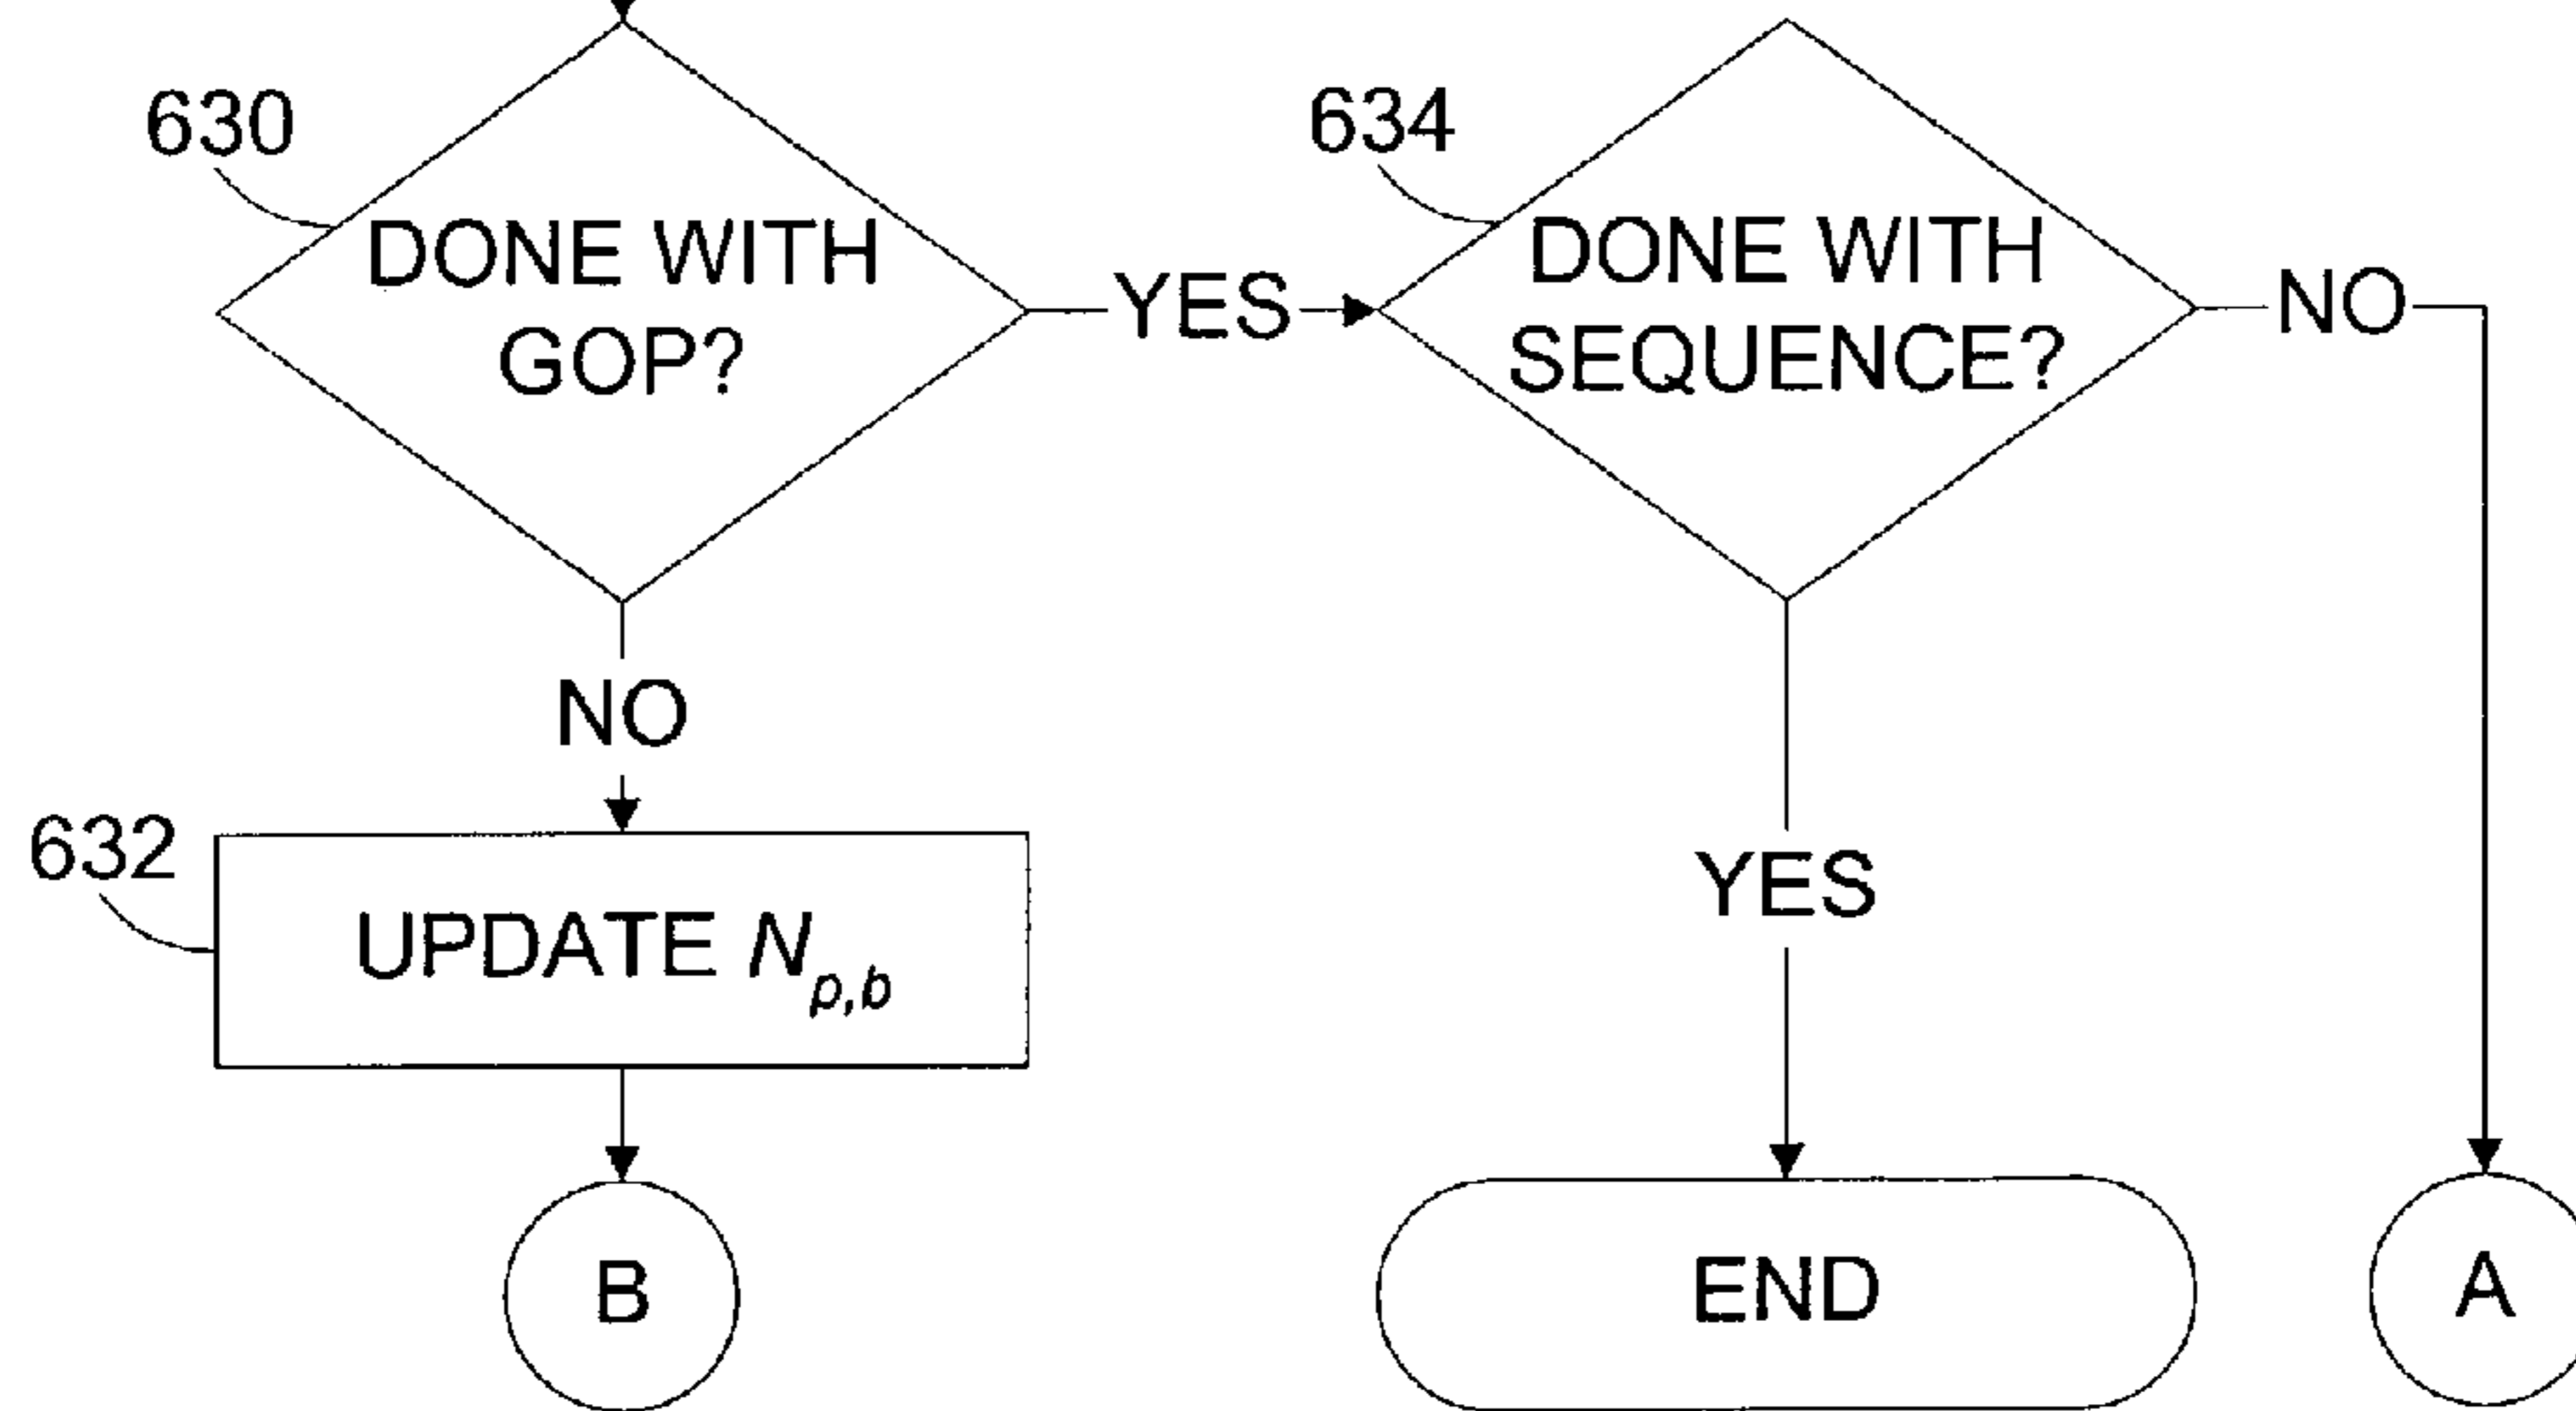 630
DONE WITH
GOP?
YES
634
DONE WITH
SEQUENCE?
NO
NO
632
UPDATE N_{p,b}
YES
B
END
A